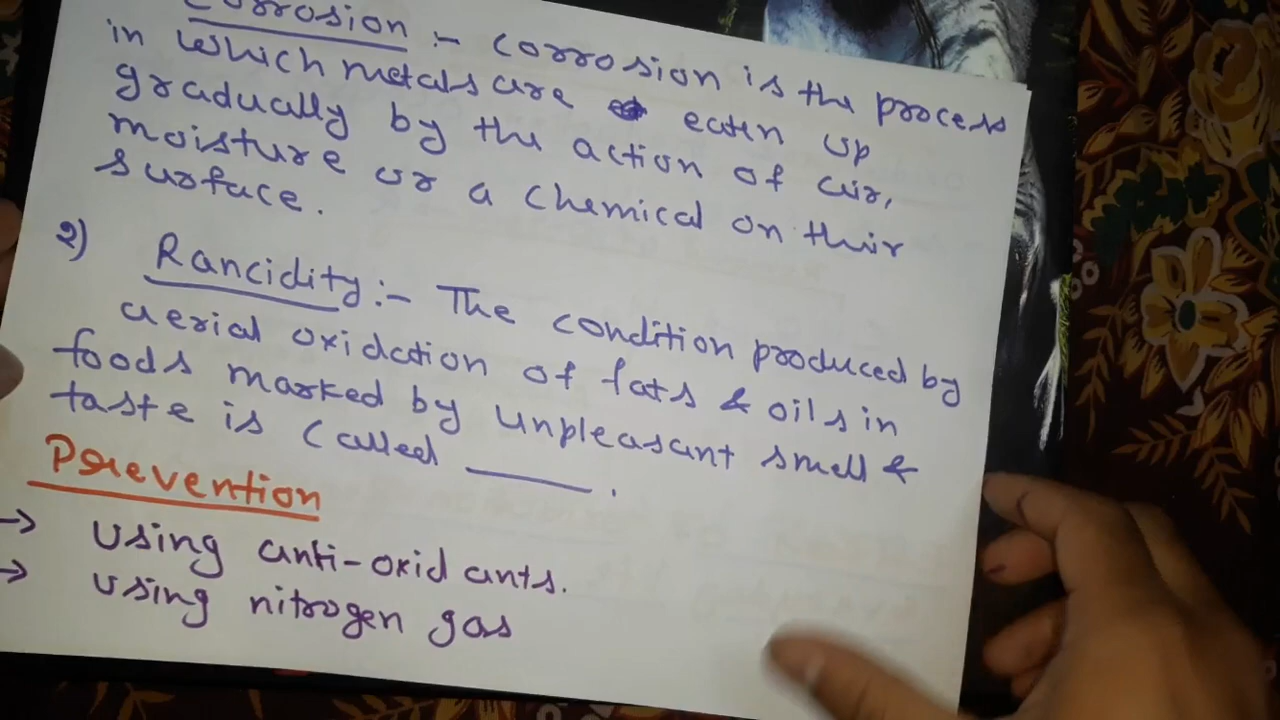 Corrosion :- Corrosion is the process
in which metals are eaten up
gradually by the action of air,
moisture or a chemical on their
surface.
2) Rancidity :- The condition produced by
aerial oxidation of fats & oils in
foods marked by unpleasant smell &
taste is called ______.
Prevention
→ Using anti-oxidants.
→ Using nitrogen gas